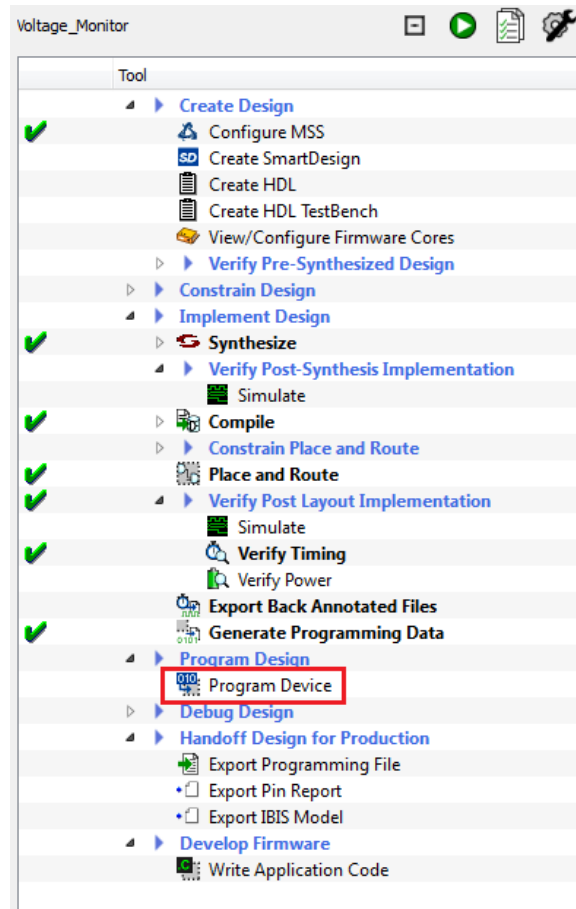 Voltage_Monitor
Tool
Create Design
Configure MSS
SD Create SmartDesign
Create HDL
Create HDL TestBench
View/Configure Firmware Cores
Verify Pre-Synthesized Design
Constrain Design
Implement Design
Synthesize
Verify Post-Synthesis Implementation
Simulate
Compile
Constrain Place and Route
Place and Route
Verify Post Layout Implementation
Simulate
Verify Timing
Verify Power
Export Back Annotated Files
0101 Generate Programming Data
Program Design
010 Program Device
Debug Design
Handoff Design for Production
Export Programming File
Export Pin Report
Export IBIS Model
Develop Firmware
.C Write Application Code